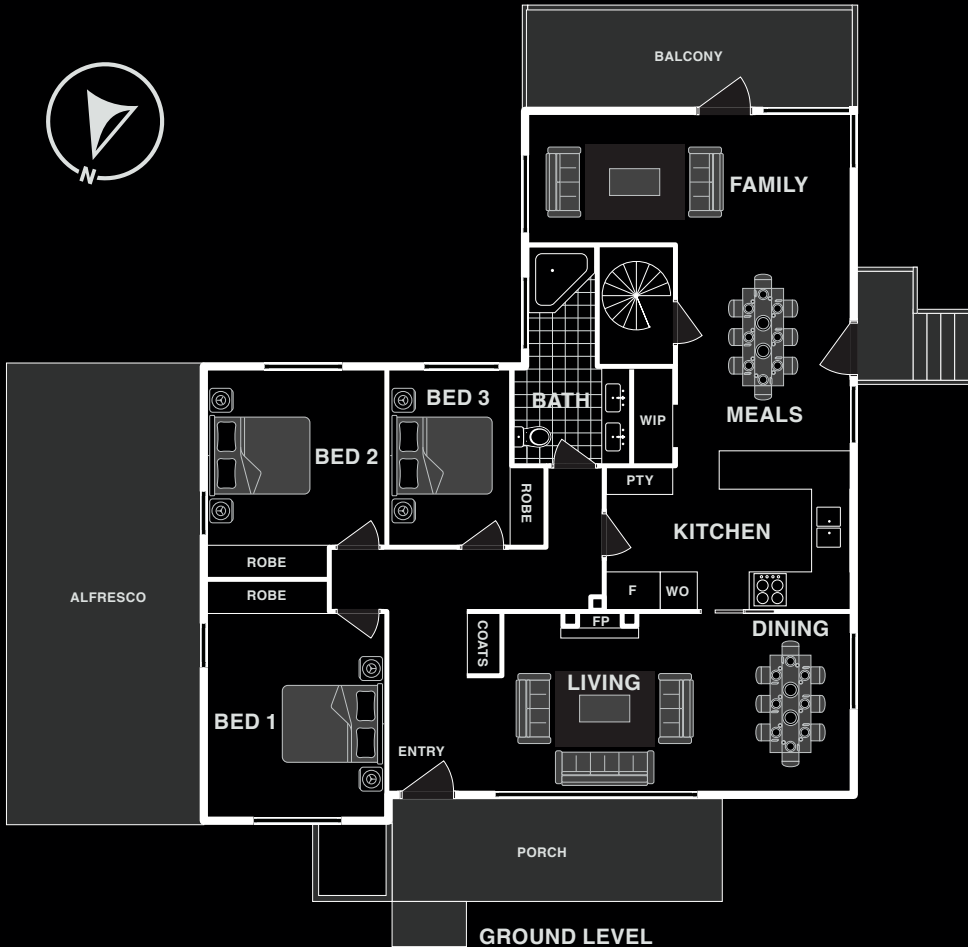 BALCONY
N
FAMILY
MEALS
BED 3
BATH
WIP
BED 2
PTY
ROBE
KITCHEN
ROBE
ROBE
ALFRESCO
F
WO
FP
DINING
COATS
LIVING
BED 1
ENTRY
PORCH
GROUND LEVEL